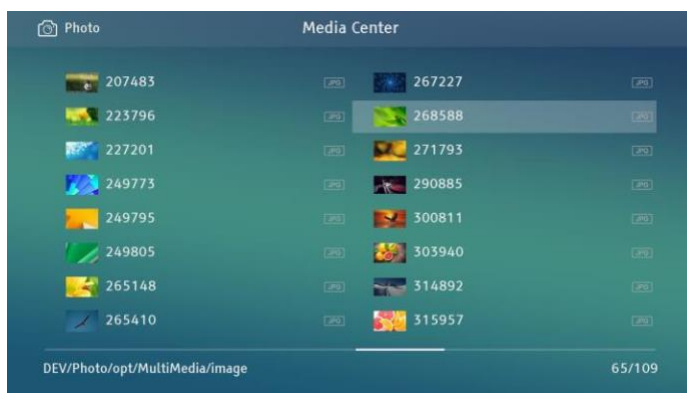 Photo Media Center
207483 JPG 267227 JPG
223796 JPG 268588 JPG
227201 JPG 271793 JPG
249773 JPG 290885 JPG
249795 JPG 300811 JPG
249805 JPG 303940 JPG
265148 JPG 314892 JPG
265410 JPG 315957 JPG
DEV/Photo/opt/MultiMedia/image 65/109